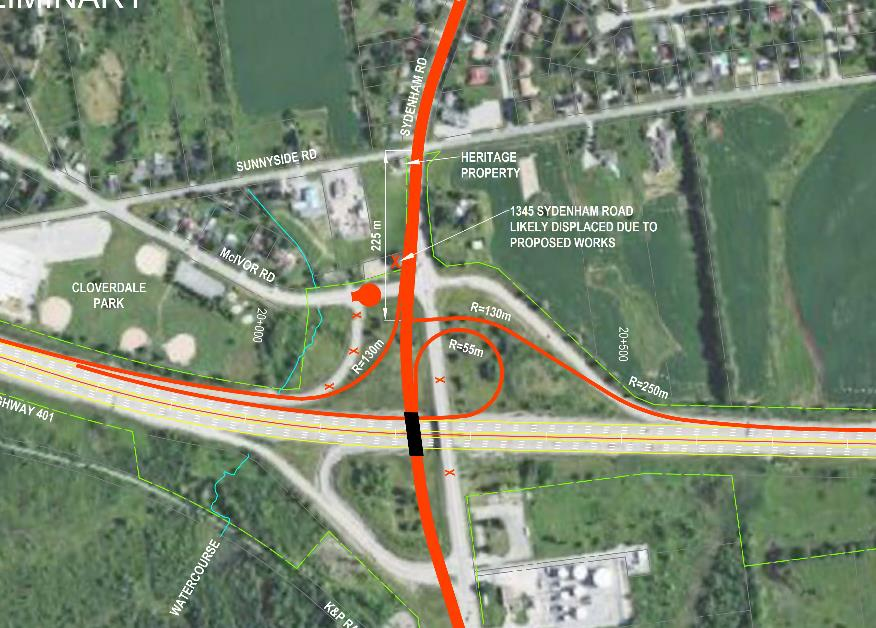 SYDENHAM RD
SUNNYSIDE RD
HERITAGE
PROPERTY
225 m
1345 SYDENHAM ROAD
LIKELY DISPLACED DUE TO
PROPOSED WORKS
McIVOR RD
CLOVERDALE
PARK
20+000
R=130m
R=130m
R=55m
20+500
R=250m
401
WATERCOURSE
K&P